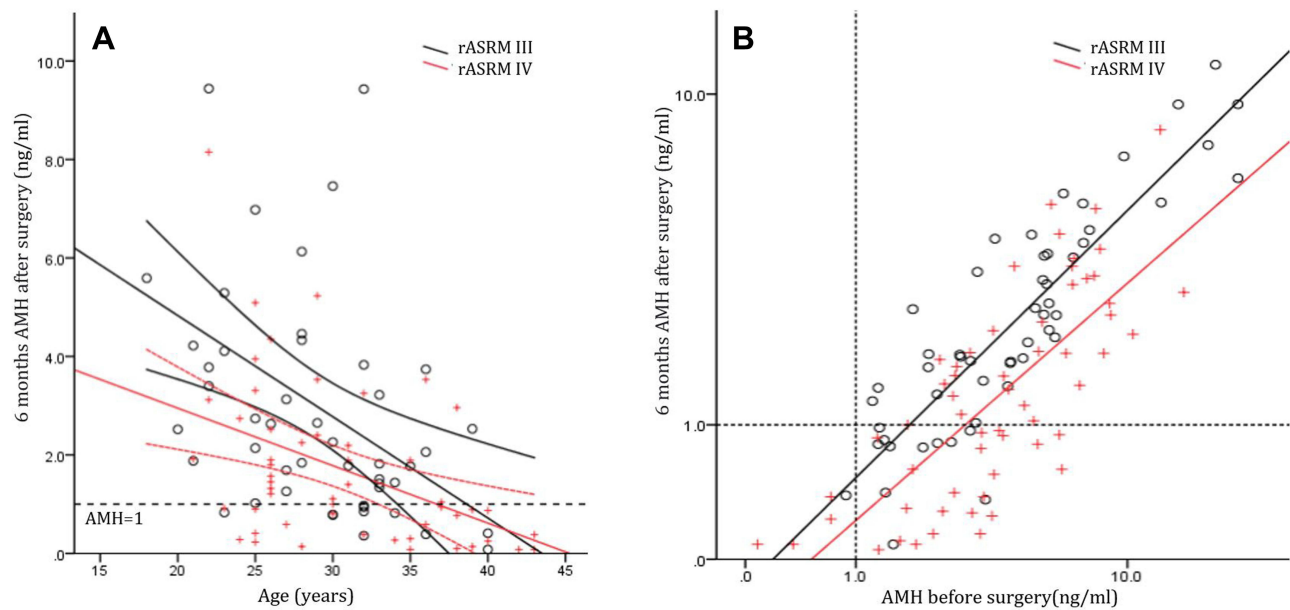 A
rASRM III
rASRM IV
6 months AMH after surgery (ng/ml)
10.0
8.0
6.0
4.0
2.0
.0
AMH=1
15 20 25 30 35 40 45
Age (years)
B
rASRM III
rASRM IV
6 months AMH after surgery (ng/ml)
10.0
1.0
.0
.0 1.0 10.0
AMH before surgery(ng/ml)